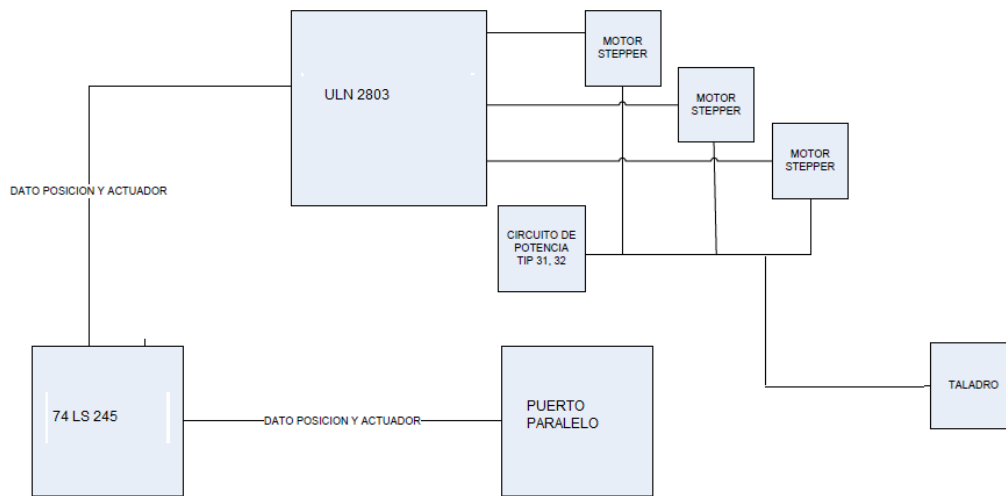 ULN 2803
MOTOR
STEPPER
MOTOR
STEPPER
MOTOR
STEPPER
DATO POSICION Y ACTUADOR
CIRCUITO DE
POTENCIA
TIP 31, 32
74 LS 245
DATO POSICION Y ACTUADOR
PUERTO
PARALELO
TALADRO